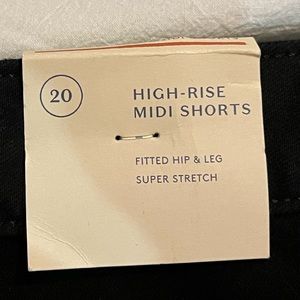 20
HIGH-RISE
MIDI SHORTS
FITTED HIP & LEG
SUPER STRETCH